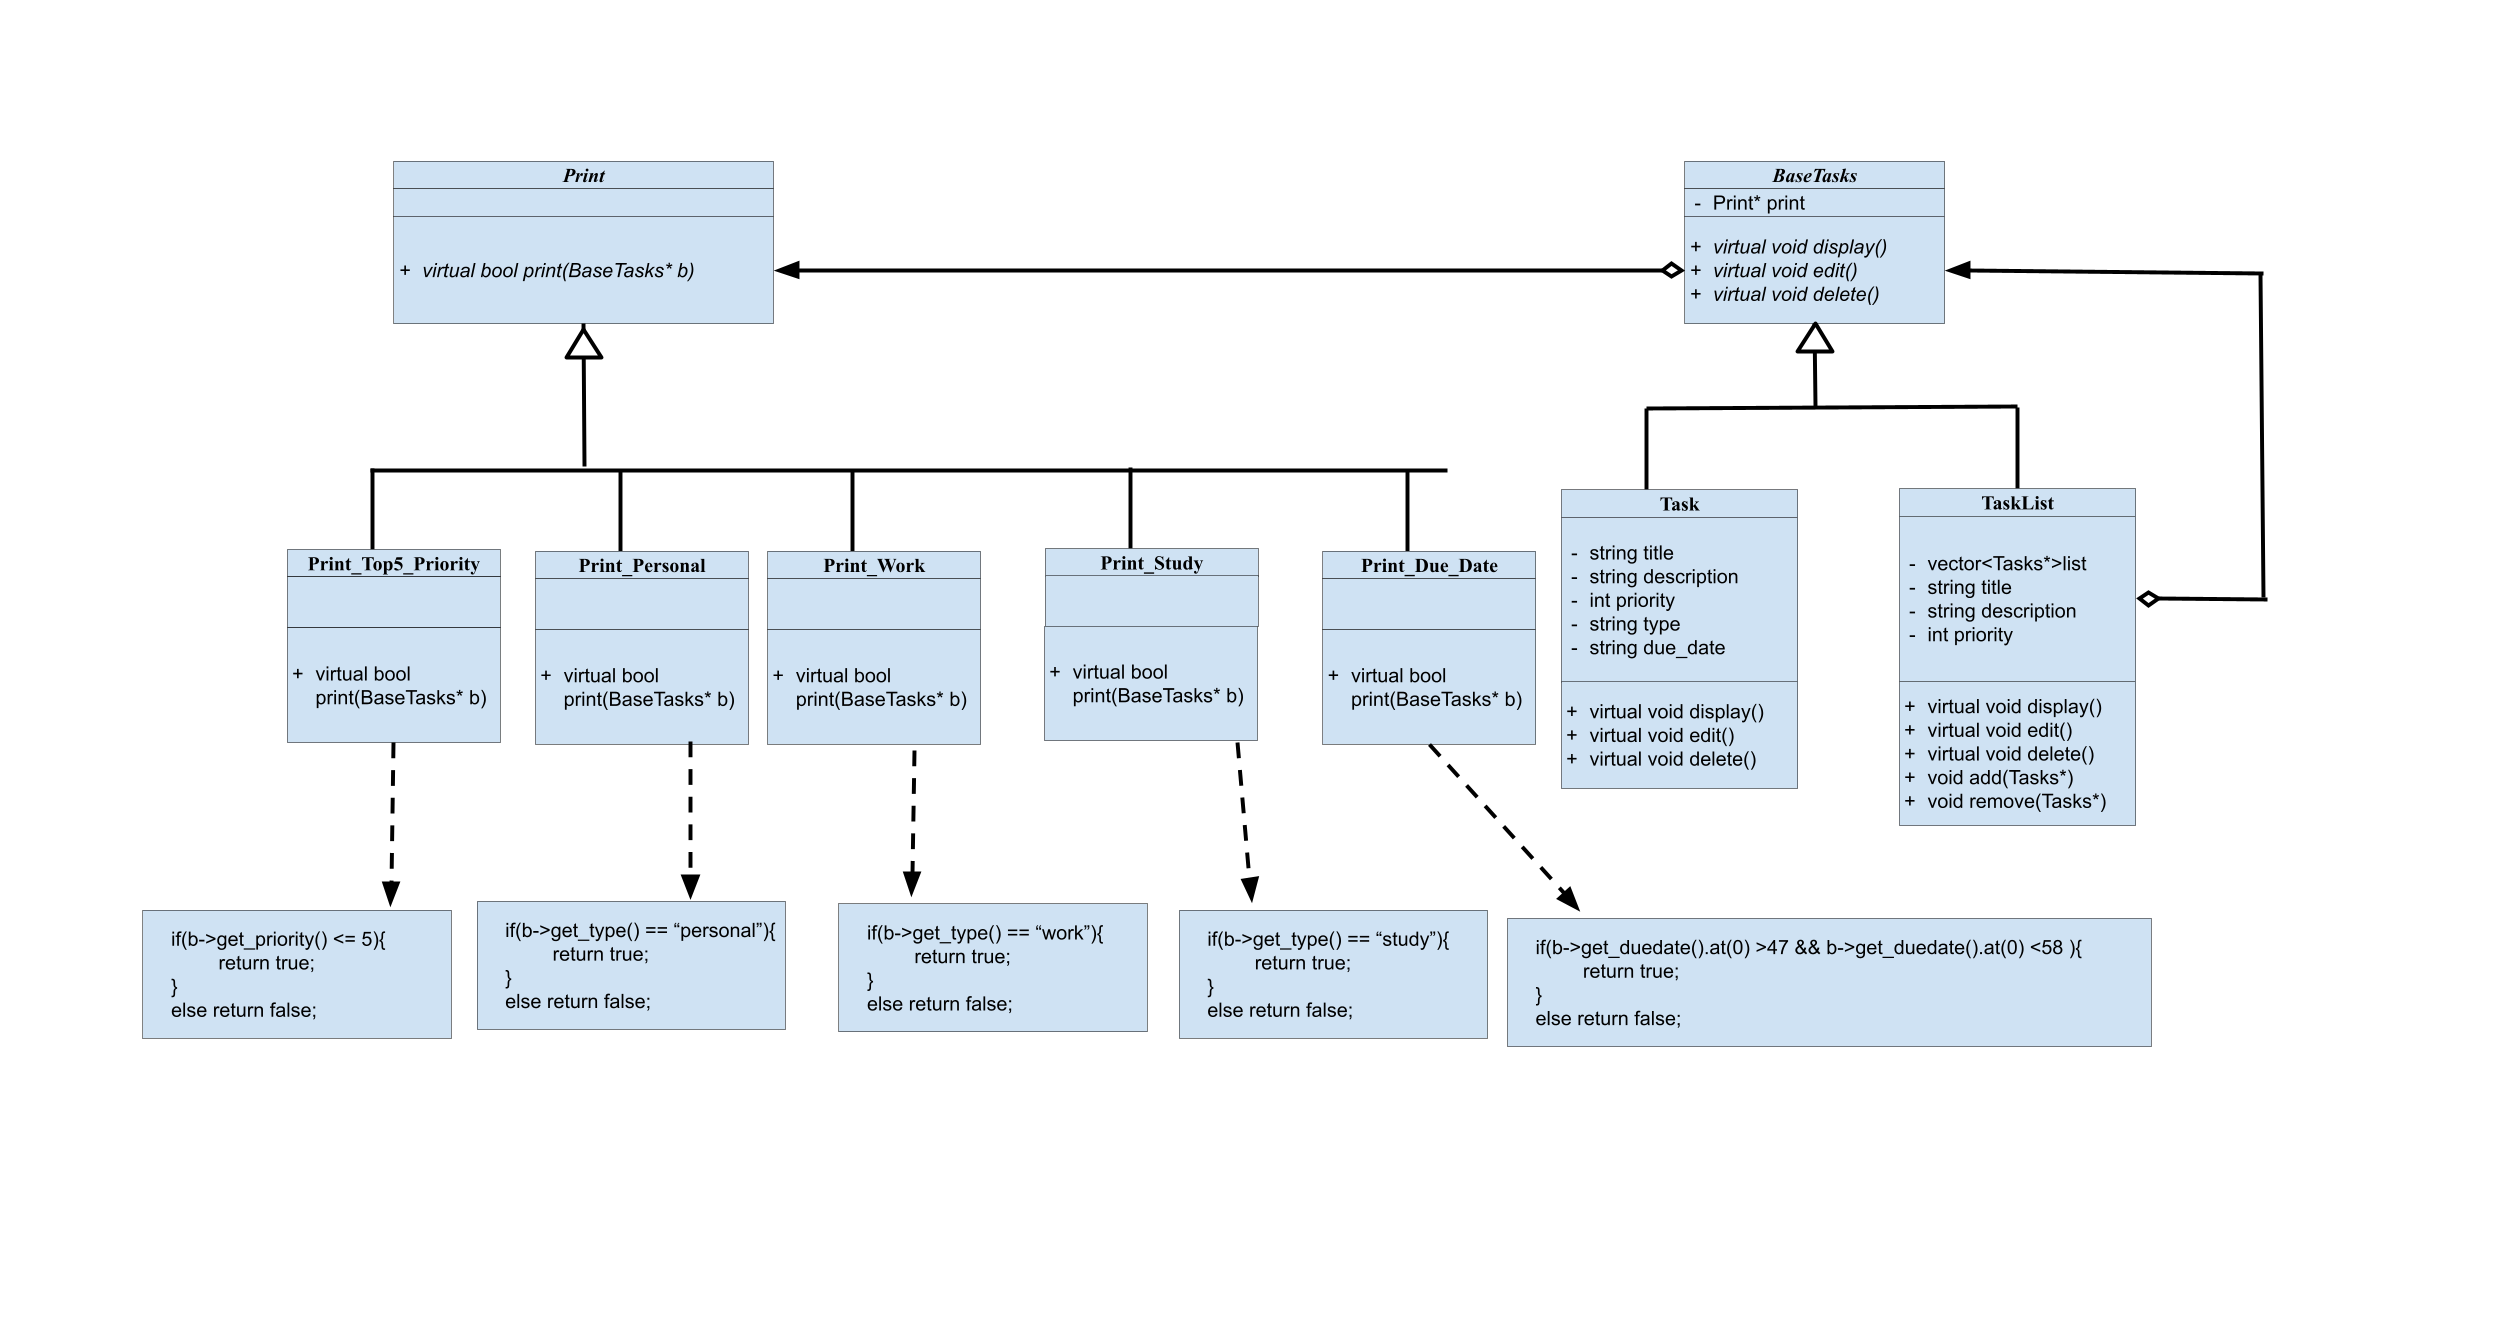 Print
+ virtual bool print(BaseTasks* b)
BaseTasks
- Print* print
+ virtual void display()
+ virtual void edit()
+ virtual void delete()
Print_Top5_Priority
+ virtual bool
print(BaseTasks* b)
Print_Personal
+ virtual bool
print(BaseTasks* b)
Print_Work
+ virtual bool
print(BaseTasks* b)
Print_Study
+ virtual bool
print(BaseTasks* b)
Print_Due_Date
+ virtual bool
print(BaseTasks* b)
Task
- string title
- string description
- int priority
- string type
- string due_date
+ virtual void display()
+ virtual void edit()
+ virtual void delete()
TaskList
- vector<Tasks*>list
- string title
- string description
- int priority
+ virtual void display()
+ virtual void edit()
+ virtual void delete()
+ void add(Tasks*)
+ void remove(Tasks*)
if(b->get_priority() <= 5){
return true;
}
else return false;
if(b->get_type() == “personal”){
return true;
}
else return false;
if(b->get_type() == “work”){
return true;
}
else return false;
if(b->get_type() == “study”){
return true;
}
else return false;
if(b->get_duedate().at(0) >47 && b->get_duedate().at(0) <58 ){
return true;
}
else return false;